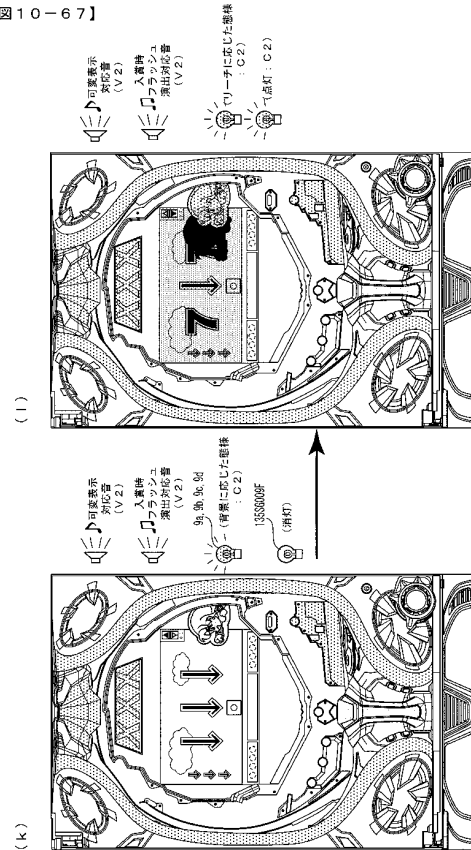 【図10-67】
(k)
♪可変表示
対応音
(V2)
入賞時
♫フラッシュ
演出対応音
(V2)
9a,9b,9c,9d
(背景に応じた態様
:C2)
135SG009F
(消灯)
(l)
♪可変表示
対応音
(V2)
入賞時
♫フラッシュ
演出対応音
(V2)
(リーチに応じた態様
:C2)
(点灯:C2)
7